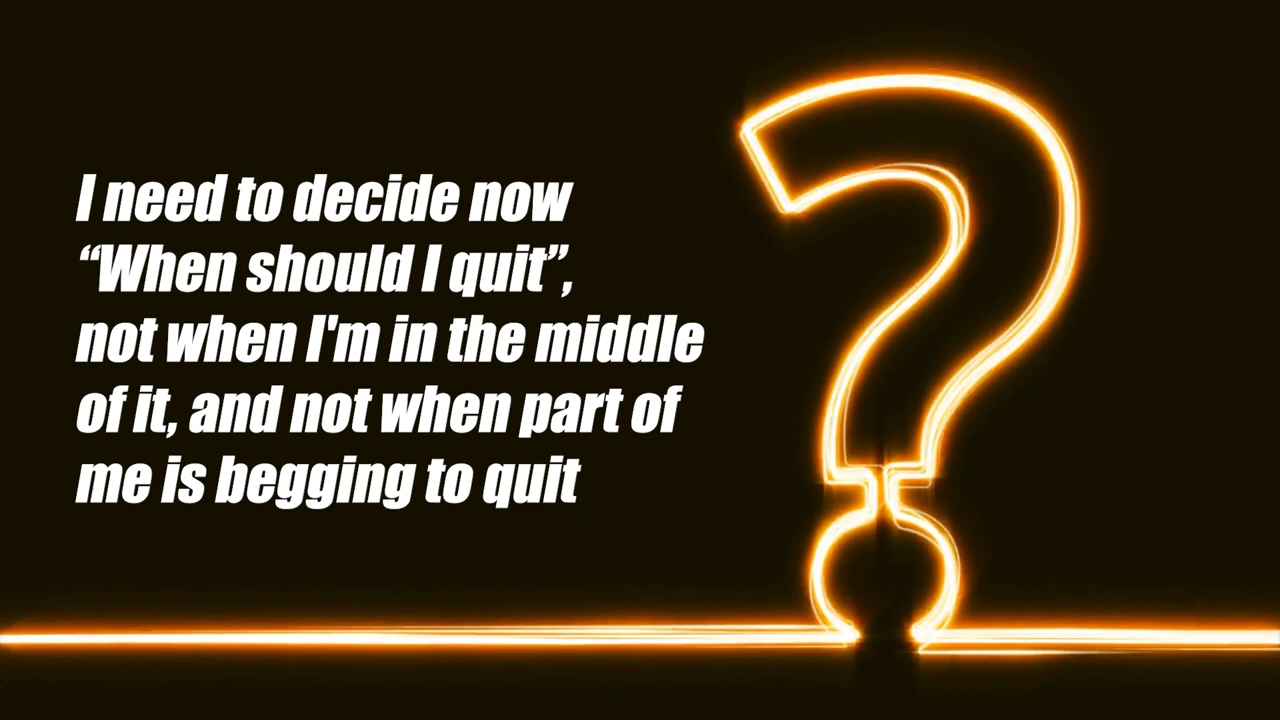 I need to decide now
“When should I quit”,
not when I'm in the middle
of it, and not when part of
me is begging to quit